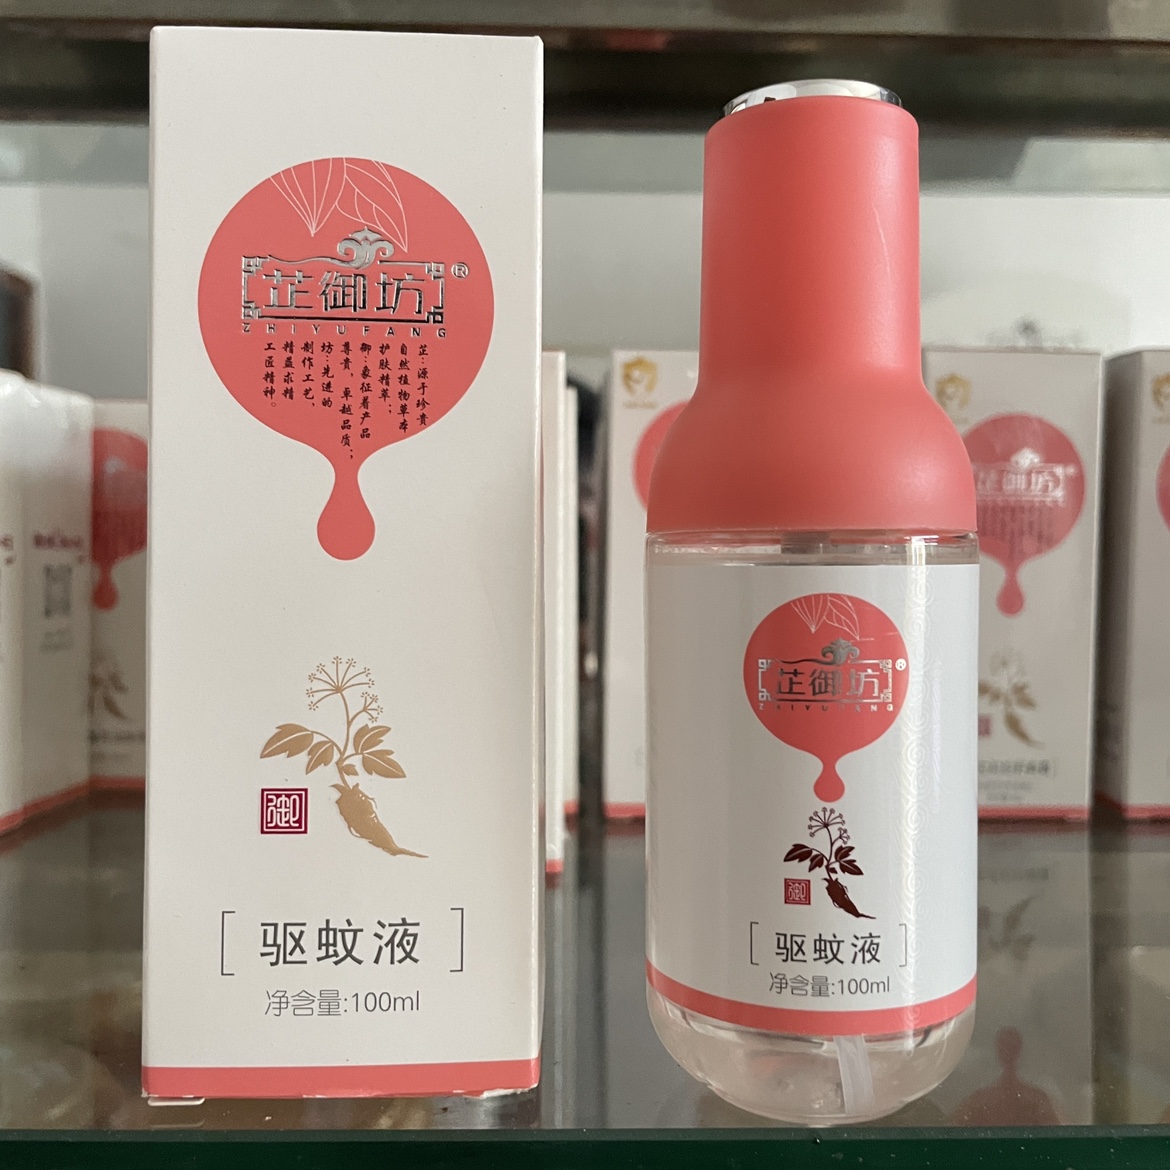 芷御坊®
ZHIYUFANG
芷:源于珍贵
自然植物草本
护肤精萃;
御:象征着产品
尊贵,卓越品质;
坊:先进的
制作工艺,
精益求精
工匠精神。
御
[驱蚊液]
净含量:100ml
芷御坊®
ZHIYUFANG
御
[驱蚊液]
净含量:100ml
芷御坊